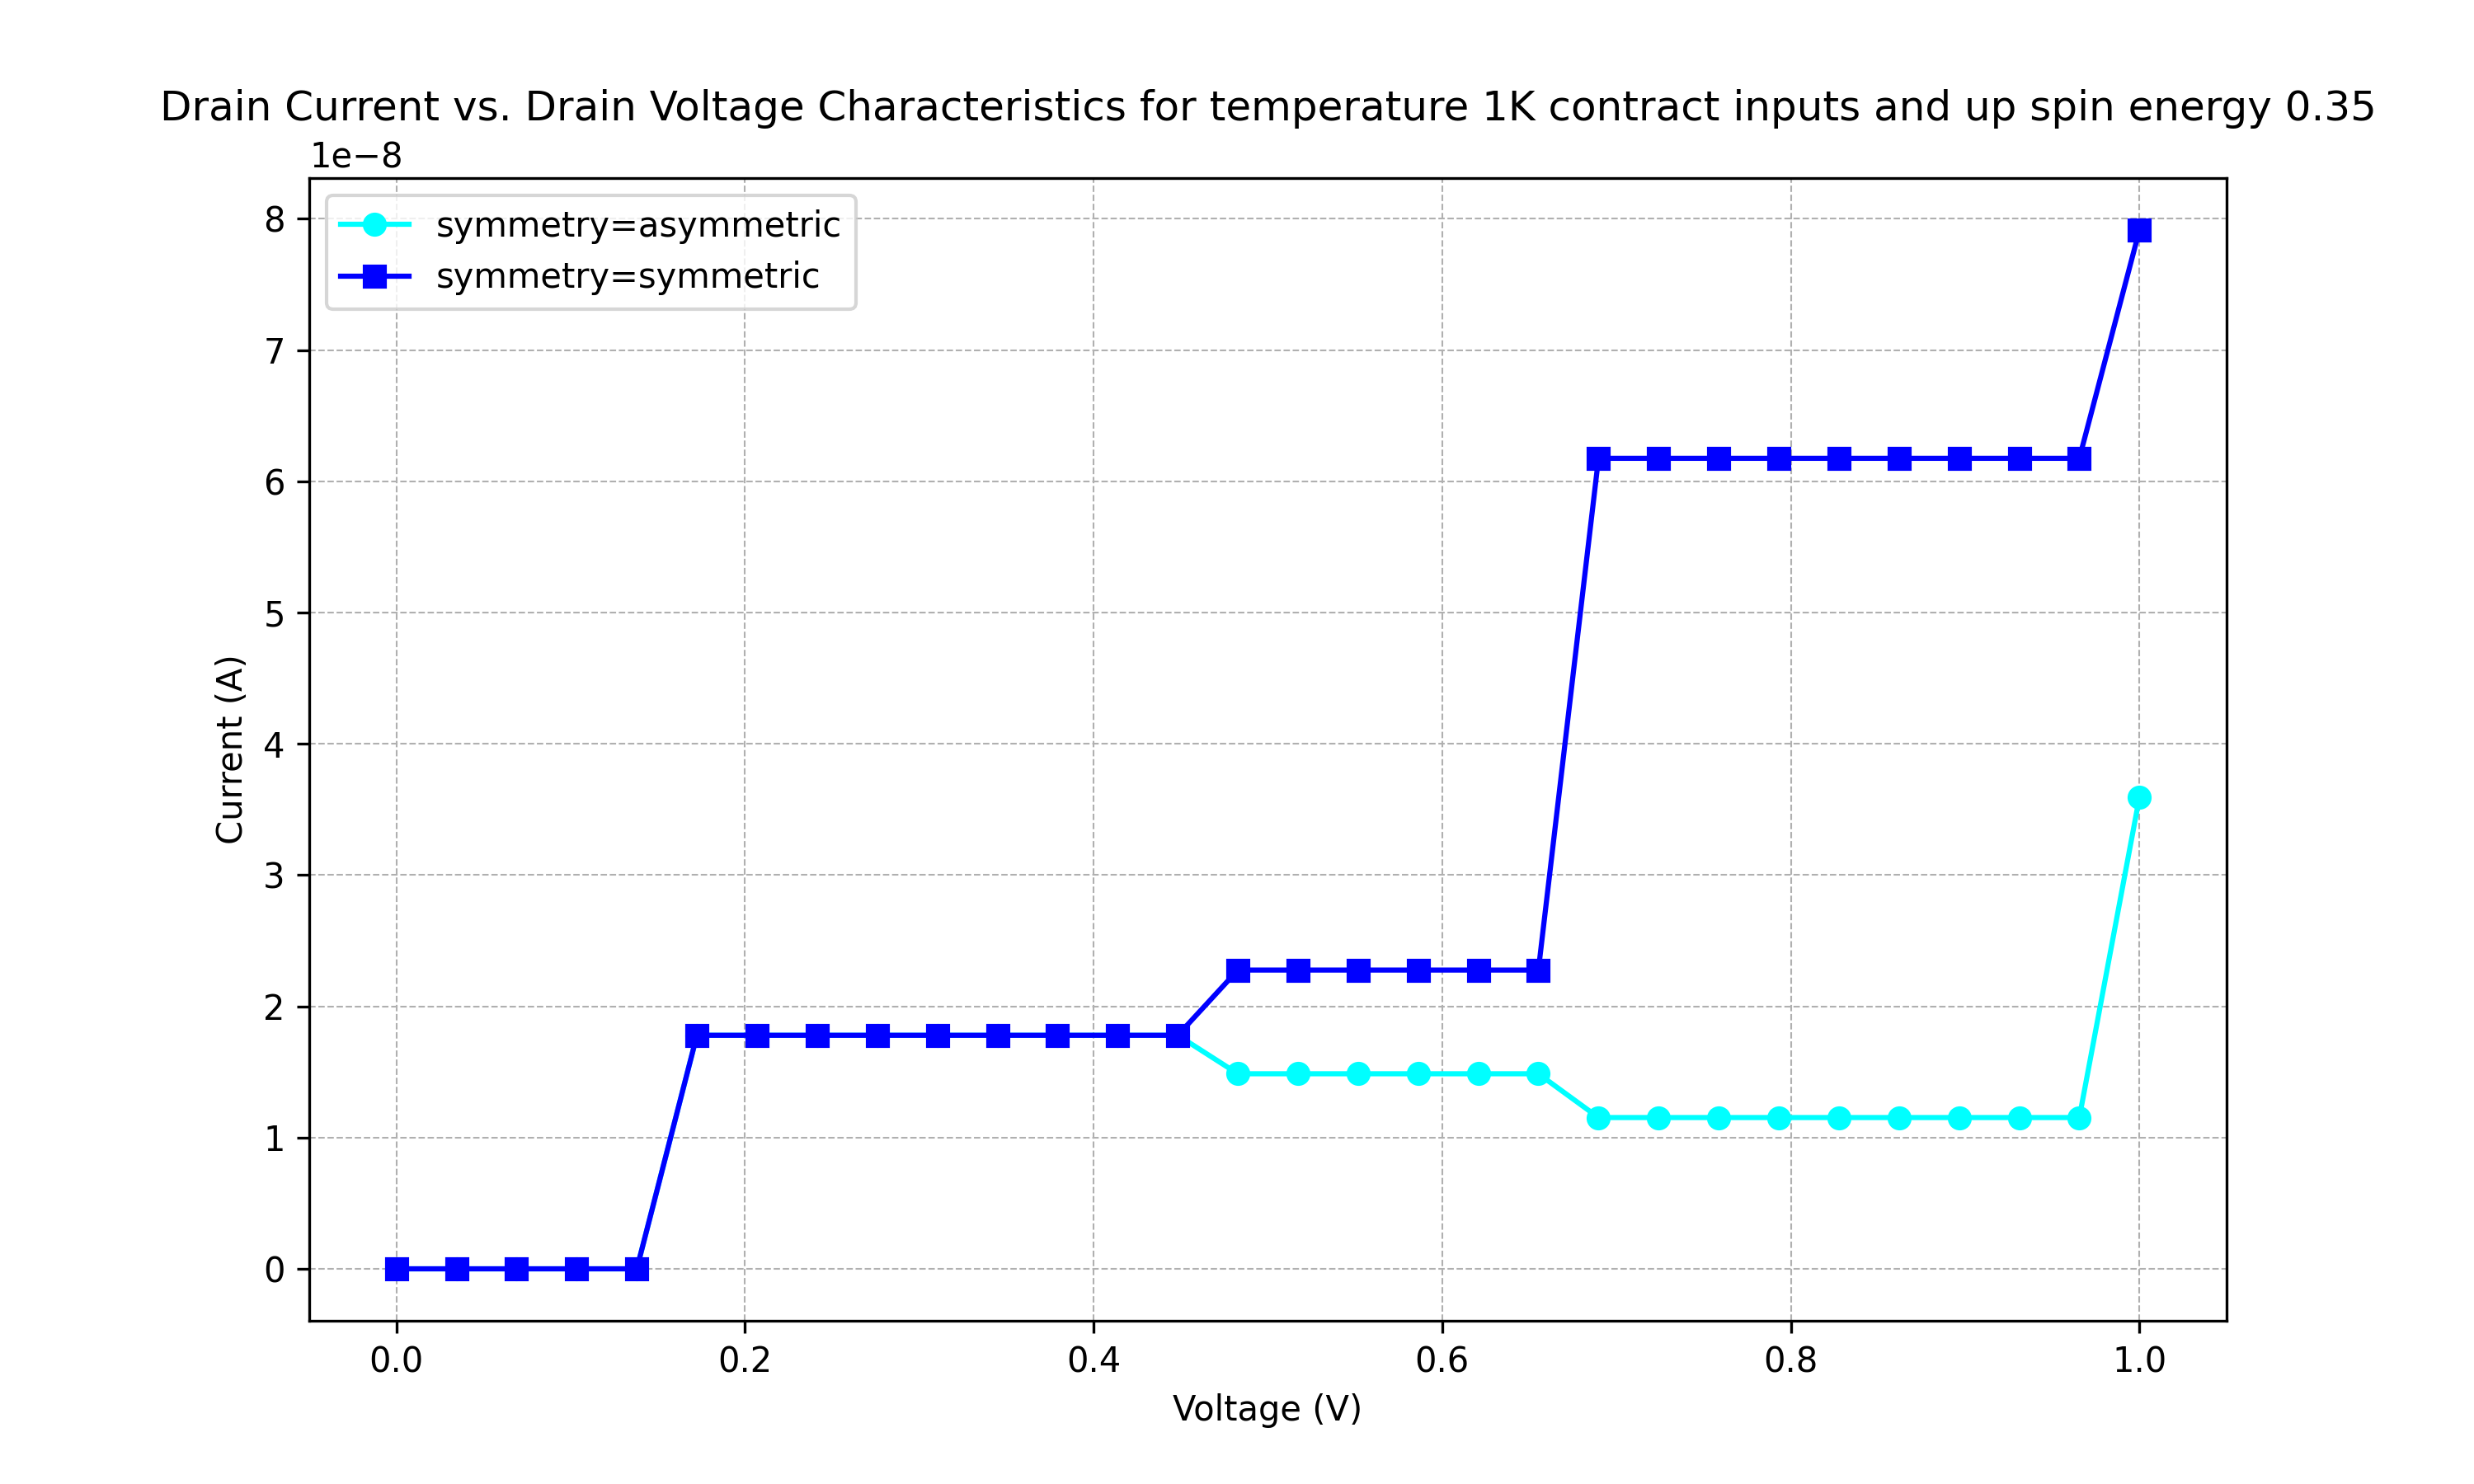 Drain Current vs. Drain Voltage Characteristics for temperature 1K contract inputs and up spin energy 0.35
1e−8
symmetry=asymmetric
symmetry=symmetric
8
7
6
5
4
3
2
1
0
Current (A)
0.0 0.2 0.4 0.6 0.8 1.0
Voltage (V)